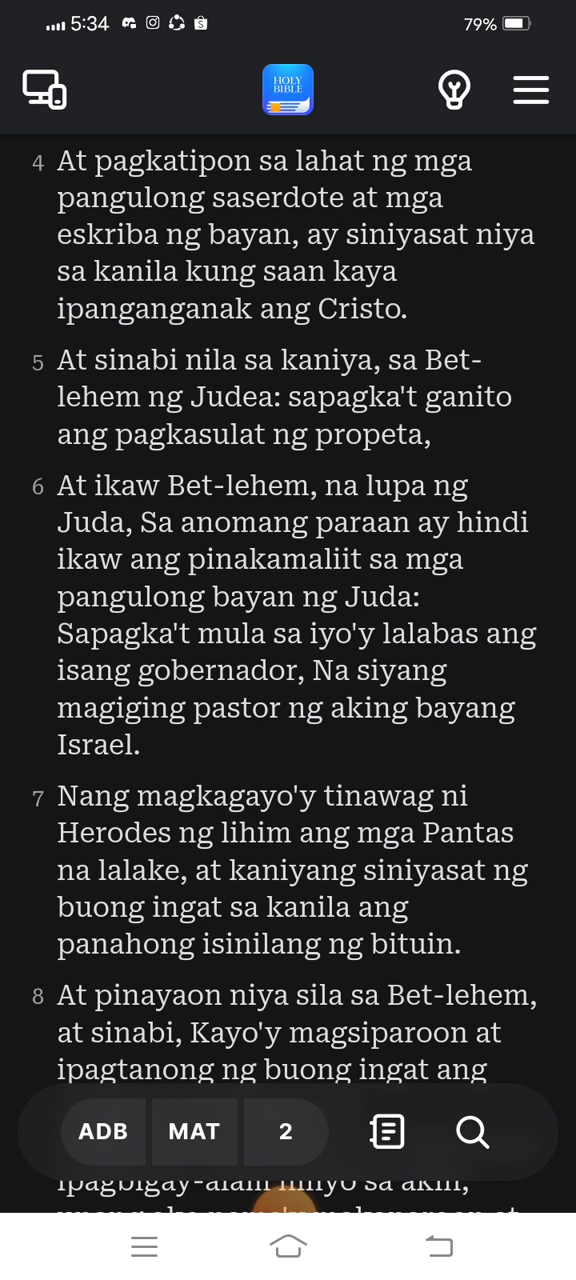 5:34
79%
HOLY
BIBLE
4 At pagkatipon sa lahat ng mga
pangulong saserdote at mga
eskriba ng bayan, ay siniyasat niya
sa kanila kung saan kaya
ipanganganak ang Cristo.
5 At sinabi nila sa kaniya, sa Bet-
lehem ng Judea: sapagka't ganito
ang pagkasulat ng propeta,
6 At ikaw Bet-lehem, na lupa ng
Juda, Sa anomang paraan ay hindi
ikaw ang pinakamaliit sa mga
pangulong bayan ng Juda:
Sapagka't mula sa iyo'y lalabas ang
isang gobernador, Na siyang
magiging pastor ng aking bayang
Israel.
7 Nang magkagayo'y tinawag ni
Herodes ng lihim ang mga Pantas
na lalake, at kaniyang siniyasat ng
buong ingat sa kanila ang
panahong isinilang ng bituin.
8 At pinayaon niya sila sa Bet-lehem,
at sinabi, Kayo'y magsiparoon at
ipagtanong ng buong ingat ang
ADB MAT 2
ipagbigay-alam ninyo sa akin,